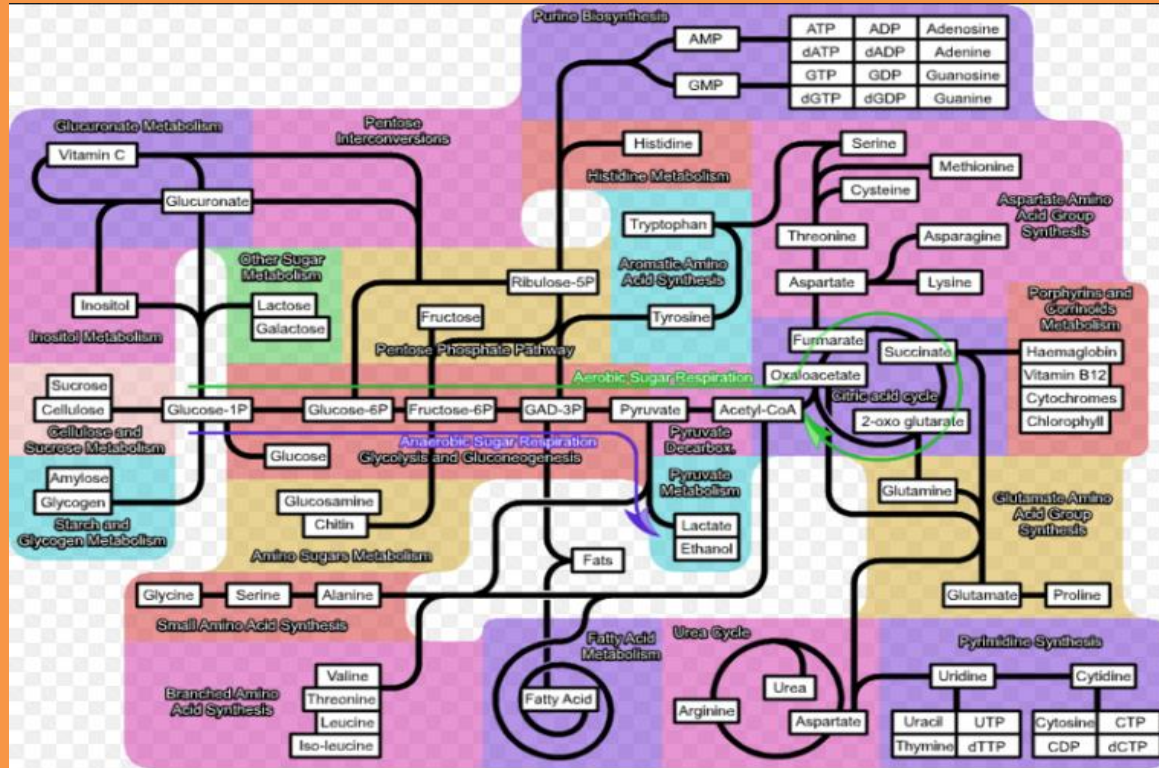 Purine Biosynthesis
AMP
GMP
ATP ADP Adenosine
dATP dADP Adenine
GTP GDP Guanosine
dGTP dGDP Guanine
Glucuronate Metabolism
Vitamin C
Glucuronate
Pentose
Interconversions
Histidine
Histidine Metabolism
Serine
Methionine
Cysteine
Aspartate Amino
Acid Group
Synthesis
Threonine
Asparagine
Aspartate
Lysine
Tryptophan
Aromatic Amino
Acid Synthesis
Tyrosine
Other Sugar
Metabolism
Lactose
Galactose
Inositol
Inositol Metabolism
Ribulose-5P
Fructose
Pentose Phosphate Pathway
Porphyrins and
Corrinoids
Metabolism
Haemaglobin
Vitamin B12
Cytochromes
Chlorophyll
Furmarate
Succinate
Oxaloacetate
Citric acid cycle
2-oxo glutarate
Aerobic Sugar Respiration
Sucrose
Cellulose
Cellulose and
Sucrose Metabolism
Glucose-1P
Glucose-6P
Fructose-6P
GAD-3P
Pyruvate
Acetyl-CoA
Anaerobic Sugar Respiration
Glycolysis and Gluconeogenesis
Pyruvate
Decarbox.
Glucose
Amylose
Glycogen
Starch and
Glycogen Metabolism
Glucosamine
Chitin
Amino Sugars Metabolism
Pyruvate
Metabolism
Lactate
Ethanol
Glutamine
Glutamate Amino
Acid Group
Synthesis
Glutamate
Proline
Fats
Glycine
Serine
Alanine
Small Amino Acid Synthesis
Branched Amino
Acid Synthesis
Valine
Threonine
Leucine
Iso-leucine
Fatty Acid
Metabolism
Fatty Acid
Urea Cycle
Urea
Arginine
Aspartate
Pyrimidine Synthesis
Uridine
Cytidine
Uracil UTP
Thymine dTTP
Cytosine CTP
CDP dCTP